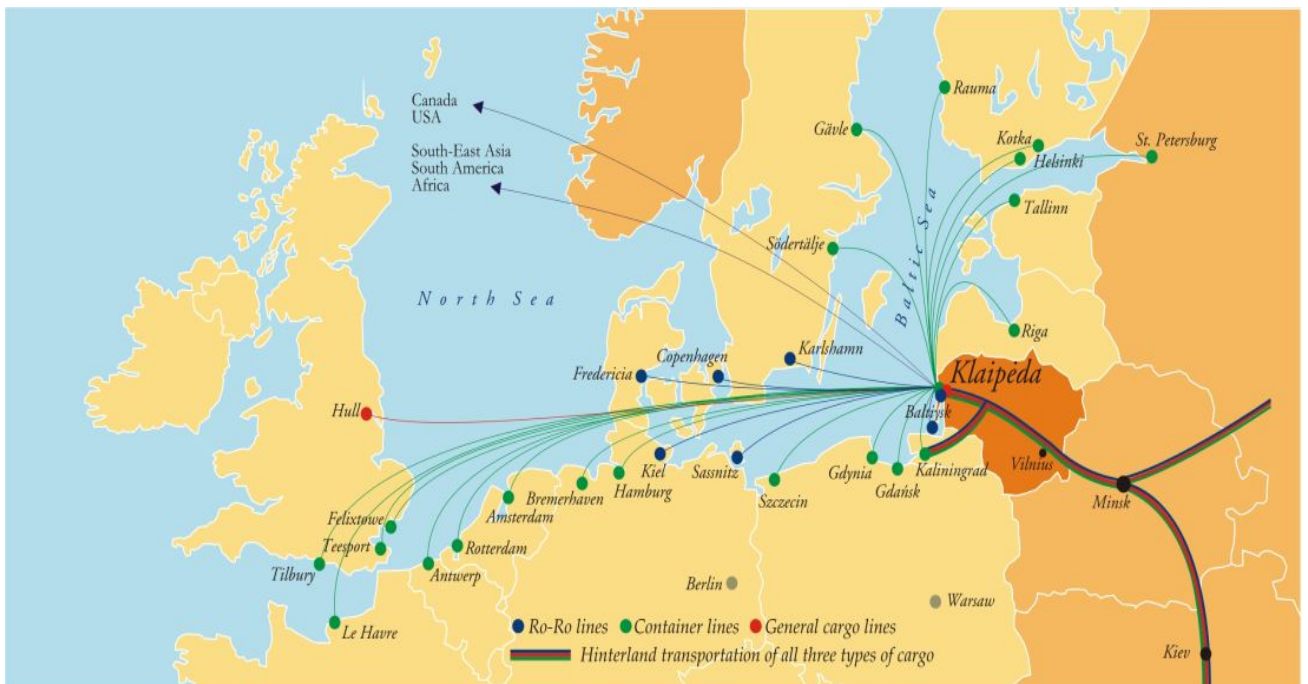 Canada
USA
South-East Asia
South America
Africa
Rauma
Gävle
Kotka
Helsinki
St. Petersburg
Tallinn
Södertälje
Baltic Sea
North Sea
Riga
Karlshamn
Copenhagen
Fredericia
Klaipėda
Hull
Baltiysk
Kiel
Sassnitz
Gdynia
Gdańsk
Kaliningrad
Vilnius
Minsk
Szczecin
Hamburg
Bremerhaven
Amsterdam
Felixtowe
Teesport
Tilbury
Rotterdam
Antwerp
Le Havre
Berlin
Warsaw
Kiev
Ro-Ro lines
Container lines
General cargo lines
Hinterland transportation of all three types of cargo